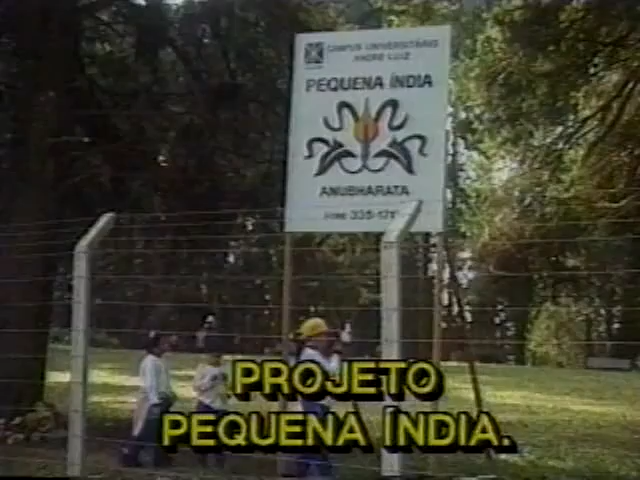 CAMPUS UNIVERSITÁRIO
ANDRÉ LUIZ
PEQUENA ÍNDIA
ANUBHARATA
PROJETO
PEQUENA ÍNDIA.